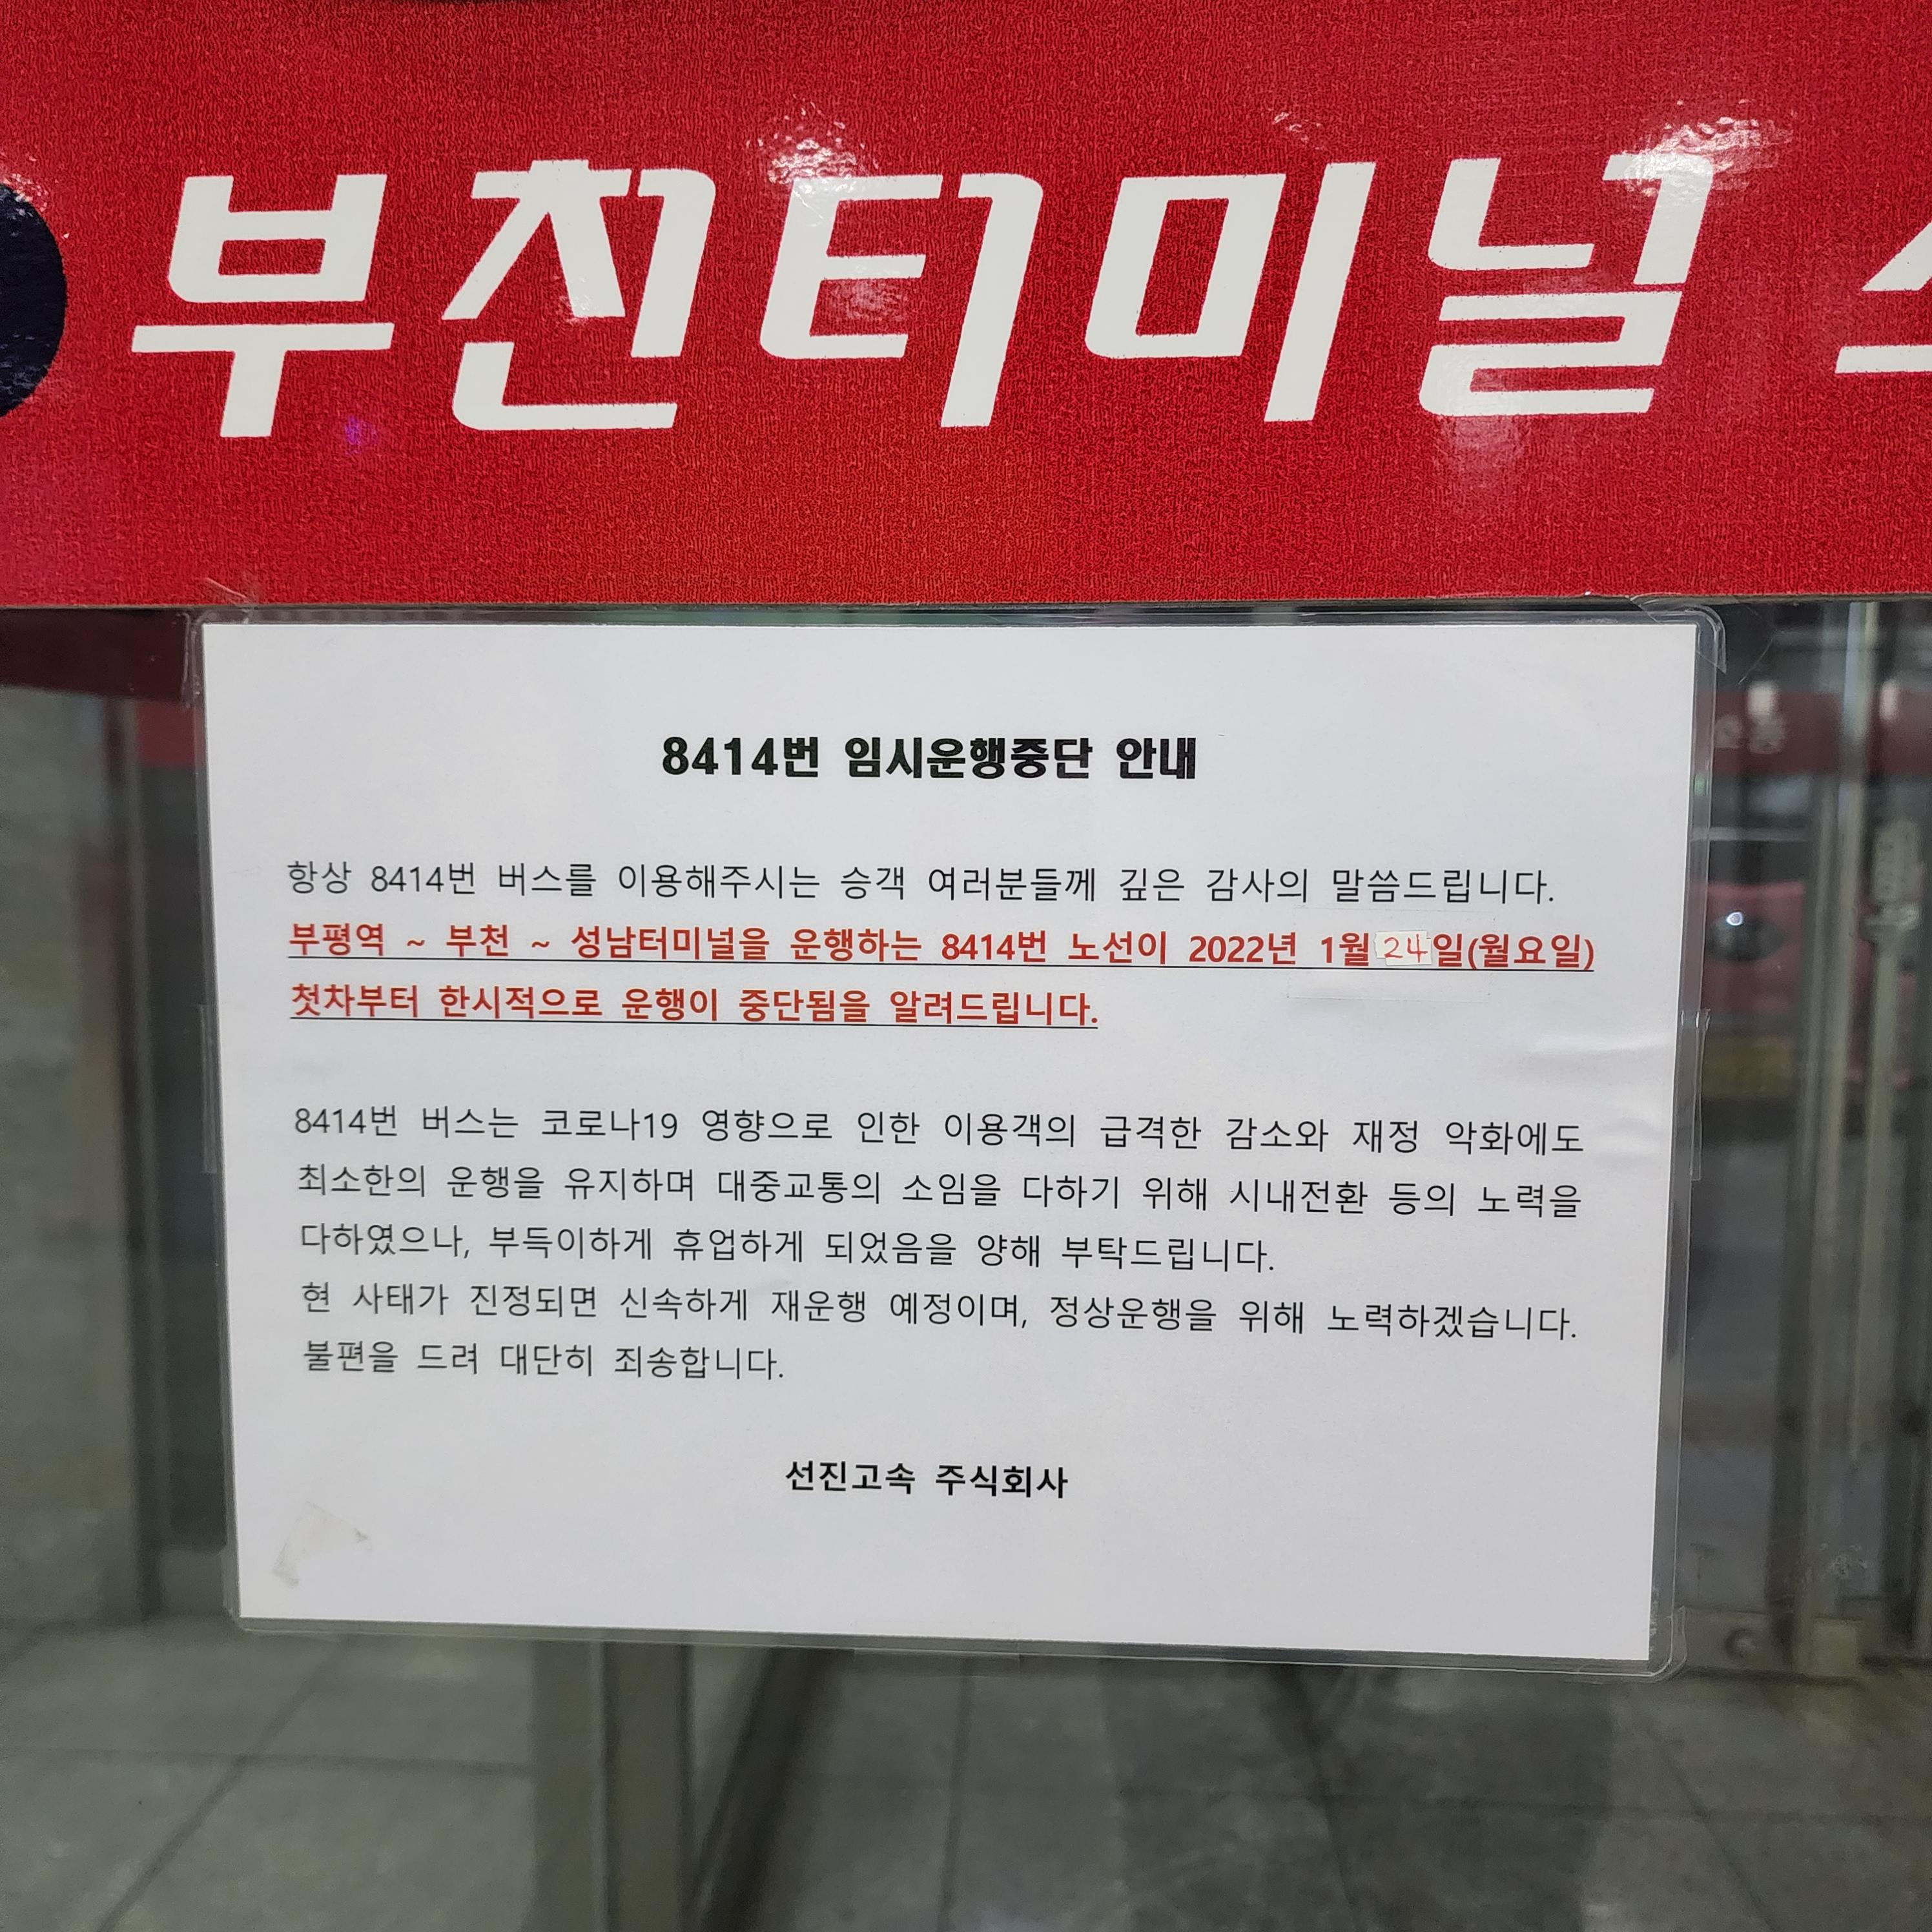 부천터미널
8414번 임시운행중단 안내
항상 8414번 버스를 이용해주시는 승객 여러분들께 깊은 감사의 말씀드립니다.
부평역 ~ 부천 ~ 성남터미널을 운행하는 8414번 노선이 2022년 1월 24일(월요일)
첫차부터 한시적으로 운행이 중단됨을 알려드립니다.
8414번 버스는 코로나19 영향으로 인한 이용객의 급격한 감소와 재정 악화에도
최소한의 운행을 유지하며 대중교통의 소임을 다하기 위해 시내전환 등의 노력을
다하였으나, 부득이하게 휴업하게 되었음을 양해 부탁드립니다.
현 사태가 진정되면 신속하게 재운행 예정이며, 정상운행을 위해 노력하겠습니다.
불편을 드려 대단히 죄송합니다.
선진고속 주식회사